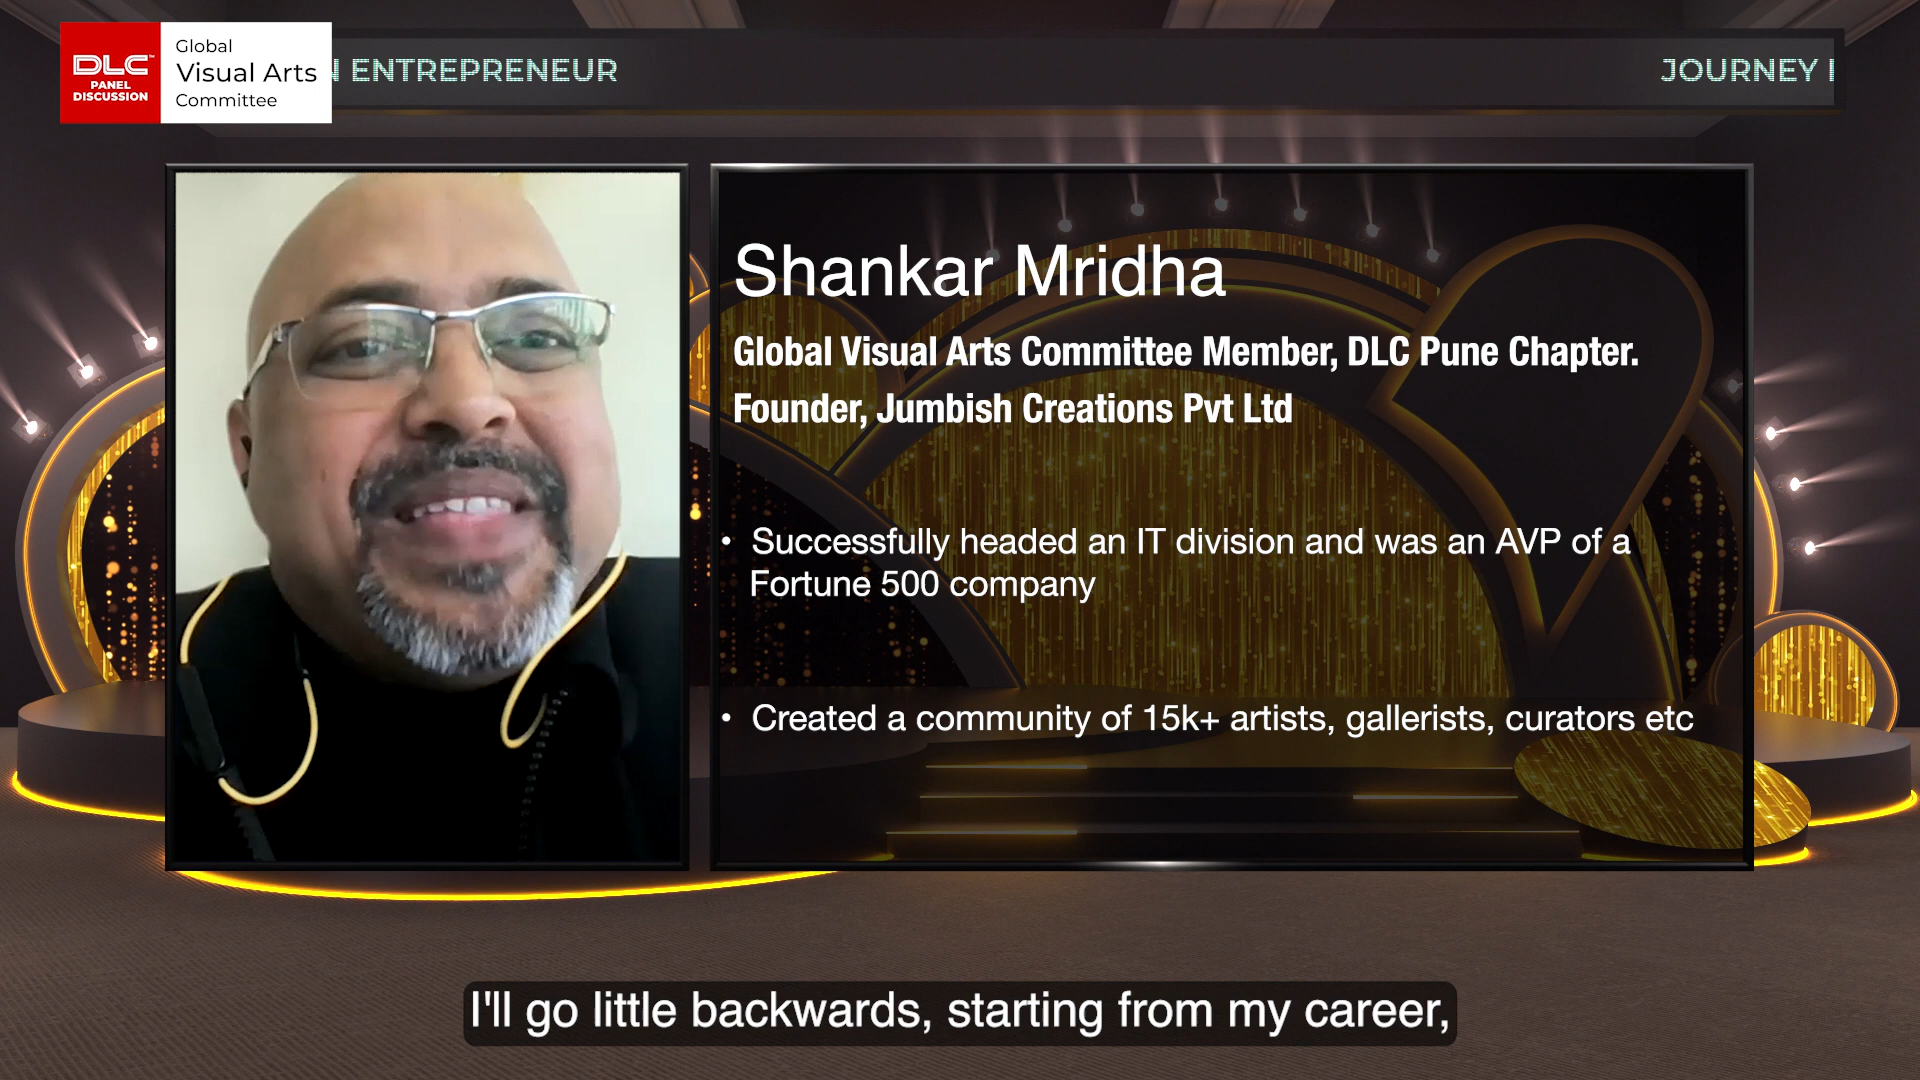 DLC™
PANEL
DISCUSSION
Global
Visual Arts
Committee
N ENTREPRENEUR
JOURNEY
Shankar Mridha
Global Visual Arts Committee Member, DLC Pune Chapter.
Founder, Jumbish Creations Pvt Ltd
• Successfully headed an IT division and was an AVP of a
Fortune 500 company
• Created a community of 15k+ artists, gallerists, curators etc
I'll go little backwards, starting from my career,